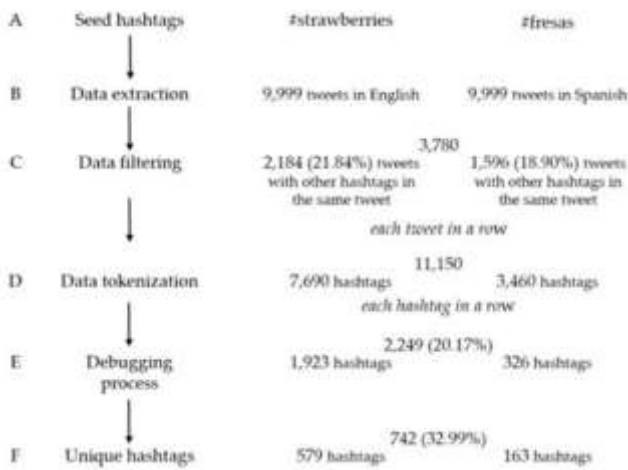 A Seed hashtags #strawberries #fresas
B Data extraction 9,999 tweets in English 9,999 tweets in Spanish
3,780
C Data filtering 2,184 (21.84%) tweets 1,596 (18.90%) tweets
with other hashtags in with other hashtags in
the same tweet the same tweet
each tweet in a row
11,150
D Data tokenization 7,690 hashtags 3,460 hashtags
each hashtag in a row
2,249 (20.17%)
E Debugging 1,923 hashtags 326 hashtags
process
742 (32.99%)
F Unique hashtags 579 hashtags 163 hashtags